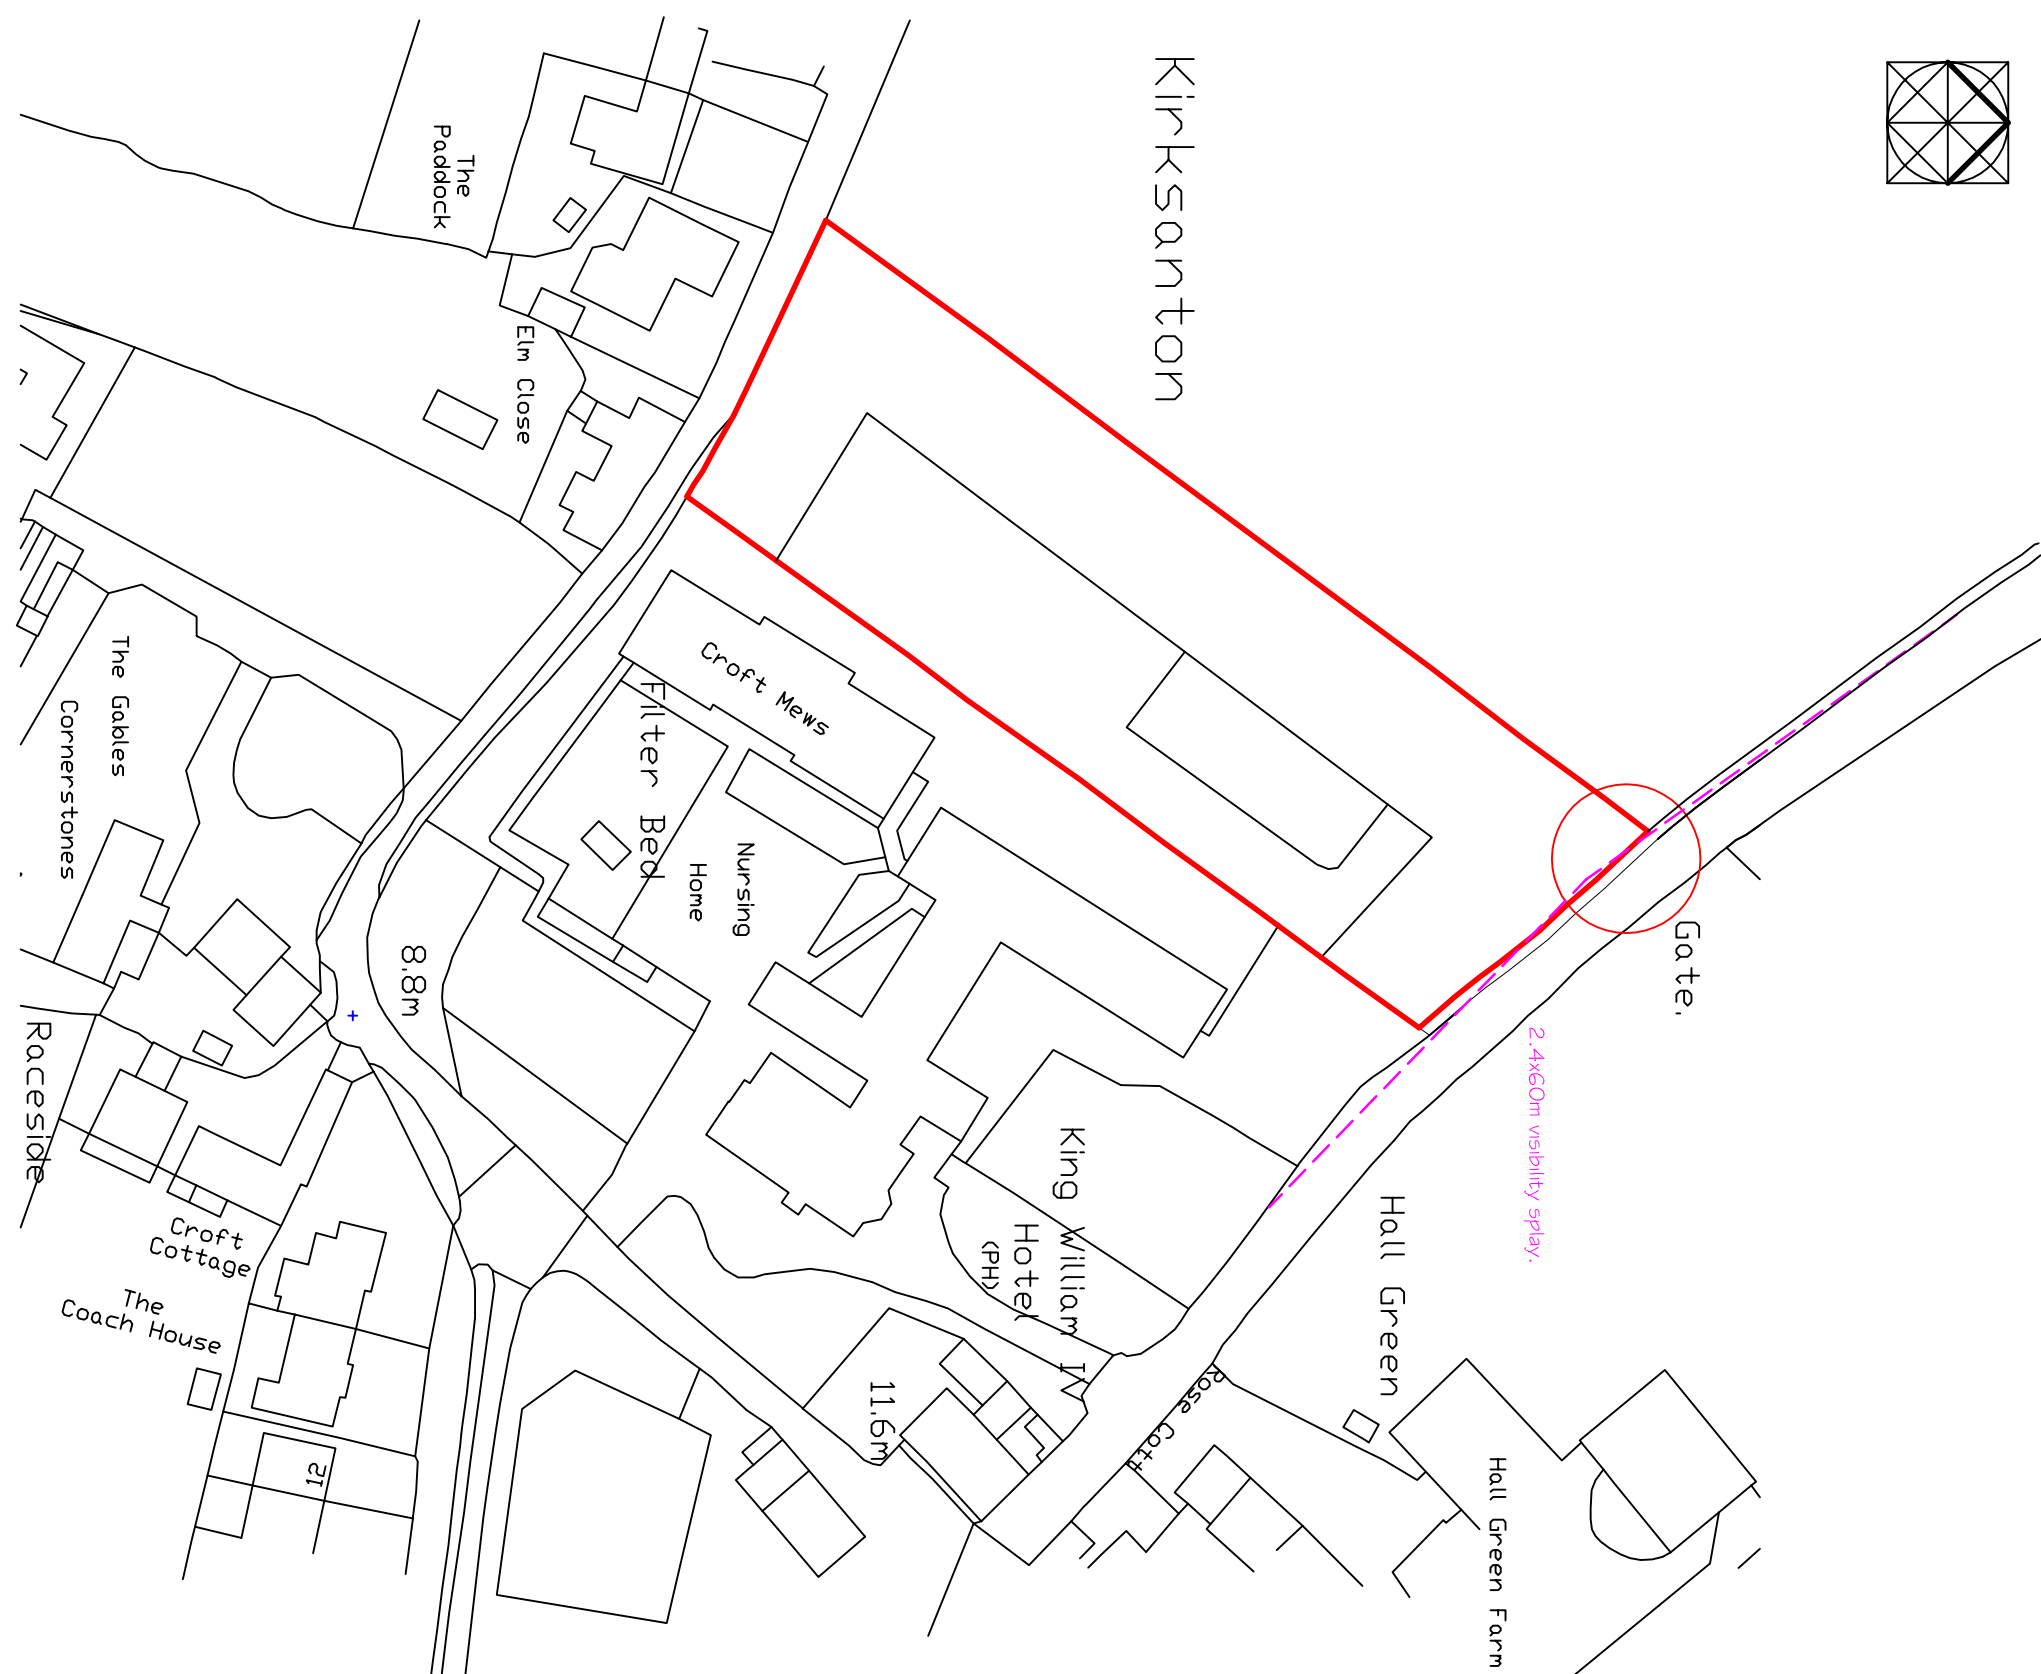 Kirksanton
The
Paddock
Elm Close
Croft Mews
Filter Bed
Nursing
Home
The Gables
Cornerstones
8.8m
Raceside
Gate.
2.4x60m visibility splay.
King William IV
Hotel
(PH)
Hall Green
Croft
Cottage
The
Coach House
12
11.6m
Rose Cott
Hall Green Farm